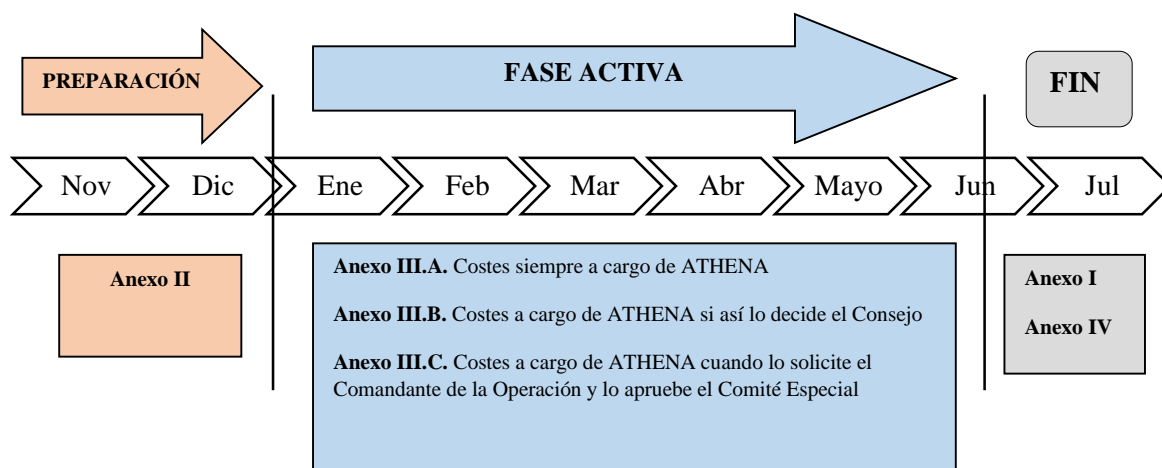 PREPARACIÓN
FASE ACTIVA
FIN
Nov
Dic
Ene
Feb
Mar
Abr
Mayo
Jun
Jul
Anexo II
Anexo III.A. Costes siempre a cargo de ATHENA
Anexo III.B. Costes a cargo de ATHENA si así lo decide el Consejo
Anexo III.C. Costes a cargo de ATHENA cuando lo solicite el
Comandante de la Operación y lo apruebe el Comité Especial
Anexo I
Anexo IV